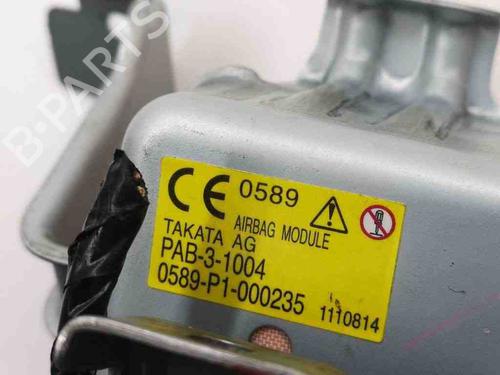 B-PARTS
CE 0589
AIRBAG MODULE
TAKATA AG
PAB-3-1004
0589-P1-000235
1110814